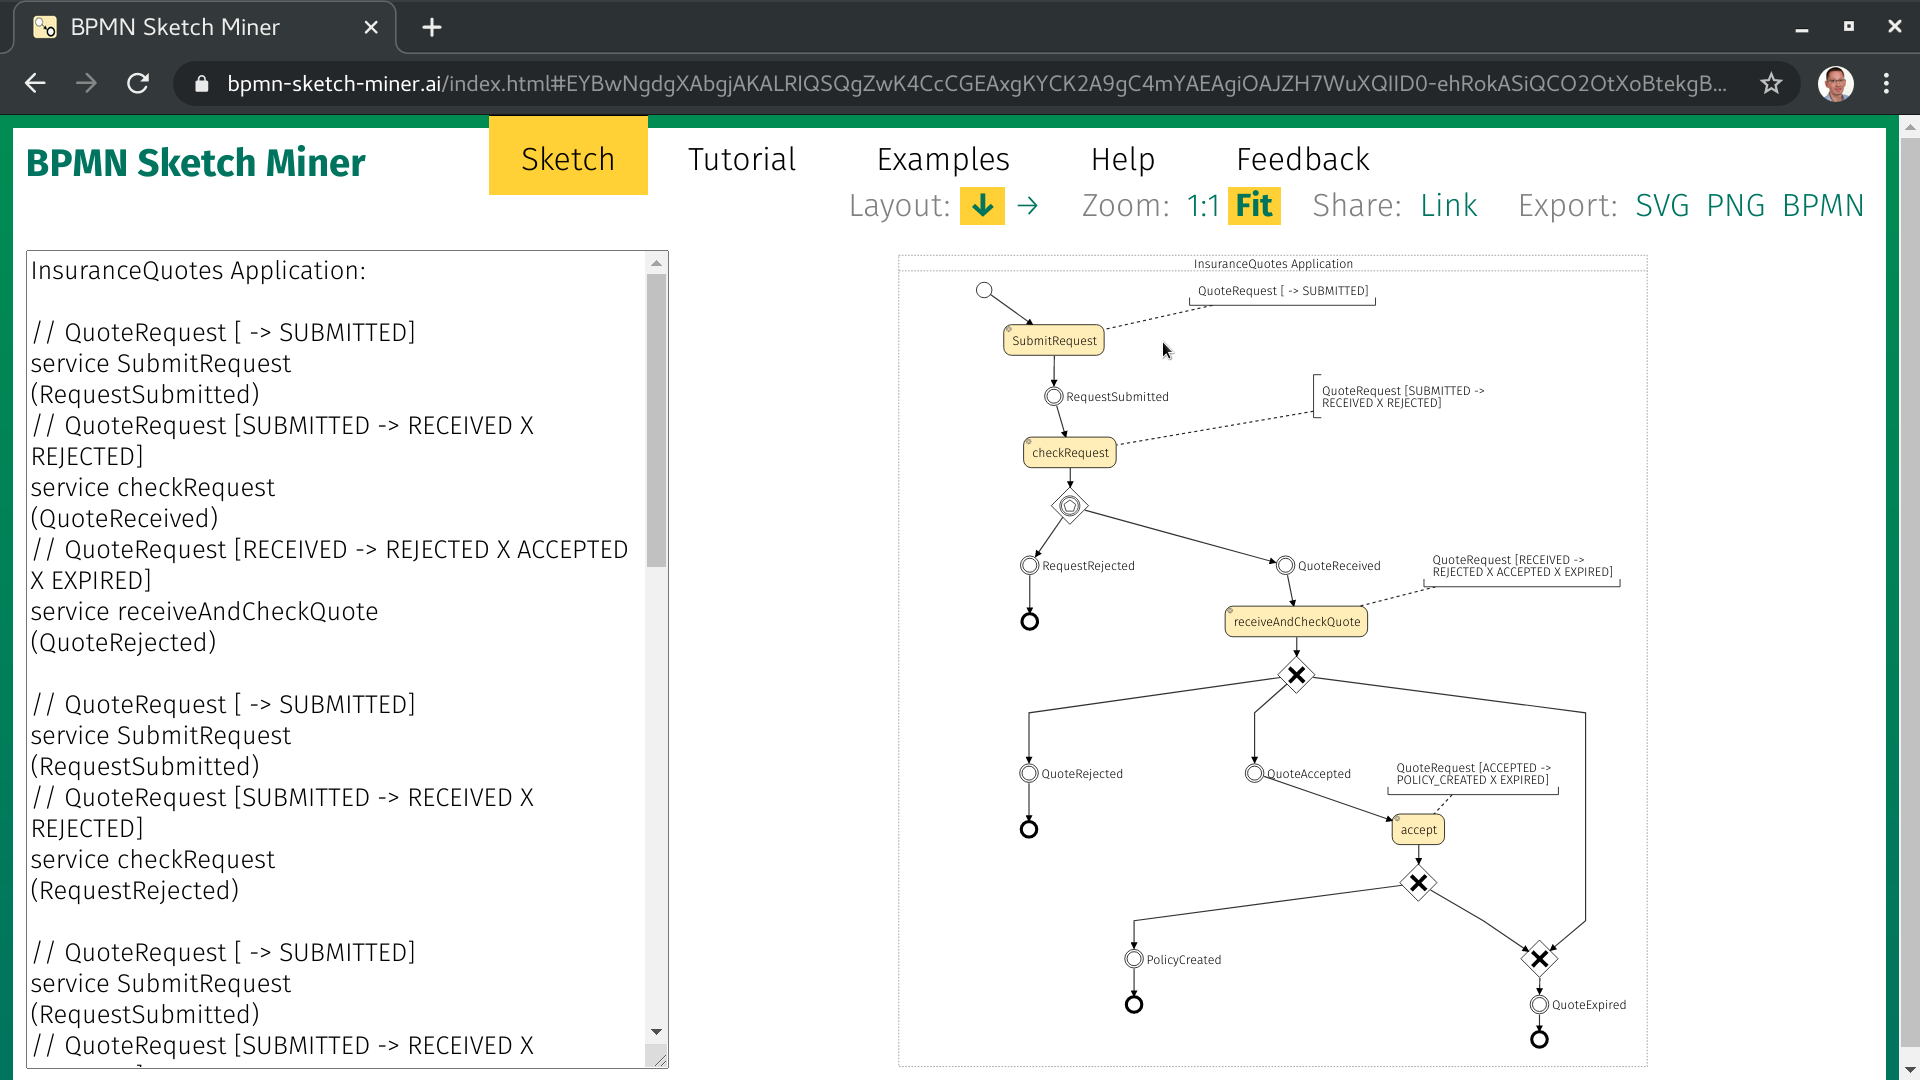 BPMN Sketch Miner
bpmn-sketch-miner.ai/index.html#EYBwNgdgXAbgjAKALRIQSQgZwK4CcCGEAxgKYCK2A9gC4mYAEAgiOAJZH7WuXQIID0-ehRokASiQCO2OtXoBtekgB...
BPMN Sketch Miner
Sketch Tutorial Examples Help Feedback
Layout: ↓ → Zoom: 1:1 Fit Share: Link Export: SVG PNG BPMN
InsuranceQuotes Application:
// QuoteRequest [ -> SUBMITTED]
service SubmitRequest
(RequestSubmitted)
// QuoteRequest [SUBMITTED -> RECEIVED X
REJECTED]
service checkRequest
(QuoteReceived)
// QuoteRequest [RECEIVED -> REJECTED X ACCEPTED
X EXPIRED]
service receiveAndCheckQuote
(QuoteRejected)
// QuoteRequest [ -> SUBMITTED]
service SubmitRequest
(RequestSubmitted)
// QuoteRequest [SUBMITTED -> RECEIVED X
REJECTED]
service checkRequest
(RequestRejected)
// QuoteRequest [ -> SUBMITTED]
service SubmitRequest
(RequestSubmitted)
// QuoteRequest [SUBMITTED -> RECEIVED X
InsuranceQuotes Application
QuoteRequest [ -> SUBMITTED]
SubmitRequest
RequestSubmitted
QuoteRequest [SUBMITTED ->
RECEIVED X REJECTED]
checkRequest
RequestRejected
QuoteReceived
QuoteRequest [RECEIVED ->
REJECTED X ACCEPTED X EXPIRED]
receiveAndCheckQuote
QuoteRejected
QuoteAccepted
QuoteRequest [ACCEPTED ->
POLICY_CREATED X EXPIRED]
accept
PolicyCreated
QuoteExpired